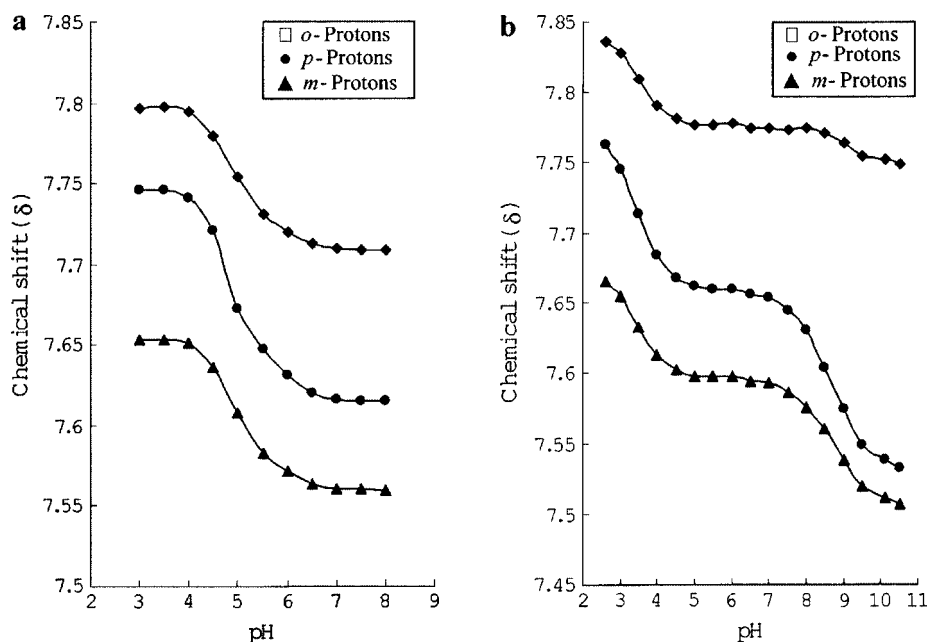 a
7.85
7.8
7.75
7.7
7.65
7.6
7.55
7.5
Chemical shift (δ)
o- Protons
p- Protons
m- Protons
2 3 4 5 6 7 8 9
pH
b
7.85
7.8
7.75
7.7
7.65
7.6
7.55
7.5
7.45
Chemical shift (δ)
o- Protons
p- Protons
m- Protons
2 3 4 5 6 7 8 9 10 11
pH